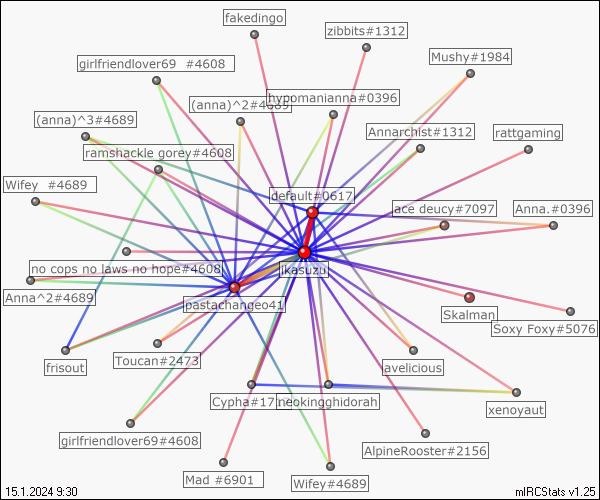 fakedingo
zibbits#1312
Mushy#1984
girlfriendlover69 #4608
(anna)^2#4689
hypomanianna#0396
(anna)^3#4689
Annarchist#1312
rattgaming
ramshackle gorey#4608
Wifey #4689
default#0617
ace deucy#7097
Anna.#0396
no cops no laws no hope#4608
jkasuzu
Anna^2#4689
pastachangeo41
Skalman
Soxy Foxy#5076
frisout
Toucan#2473
avelicious
Cypha#17
neokingghidorah
xenoyaut
girlfriendlover69#4608
AlpineRooster#2156
Mad #6901
Wifey#4689
15.1.2024 9:30
mIRCStats v1.25